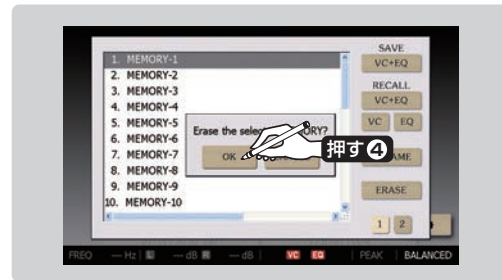 1. MEMORY-1
2. MEMORY-2
3. MEMORY-3
4. MEMORY-4
5. MEMORY-5
6. MEMORY-6
7. MEMORY-7
8. MEMORY-8
9. MEMORY-9
10. MEMORY-10
Erase the sele ORY?
OK
押す④
SAVE
VC+EQ
RECALL
VC+EQ
VC EQ
AME
ERASE
1 2
FREQ --- Hz L --- dB R --- dB VC EQ PEAK BALANCED